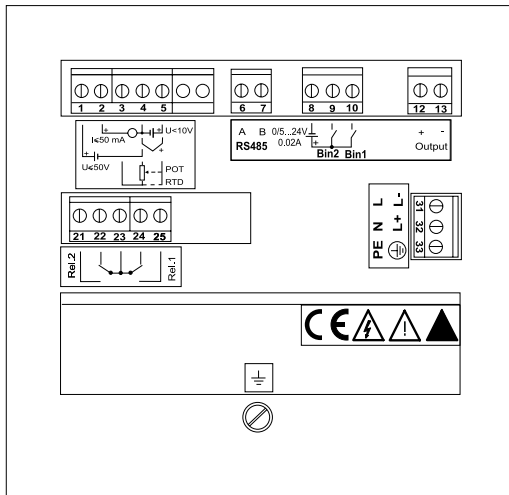 1 2 3 4 5 6 7 8 9 10 12 13
+ U<10V
I≤50 mA
+
U≤50V
POT
RTD
A B 0/5...24V + -
RS485 0.02A Output
Bin2 Bin1
21 22 23 24 25
Rel.2 Rel.1
L L- 31
N L+ 32
PE 33
CE